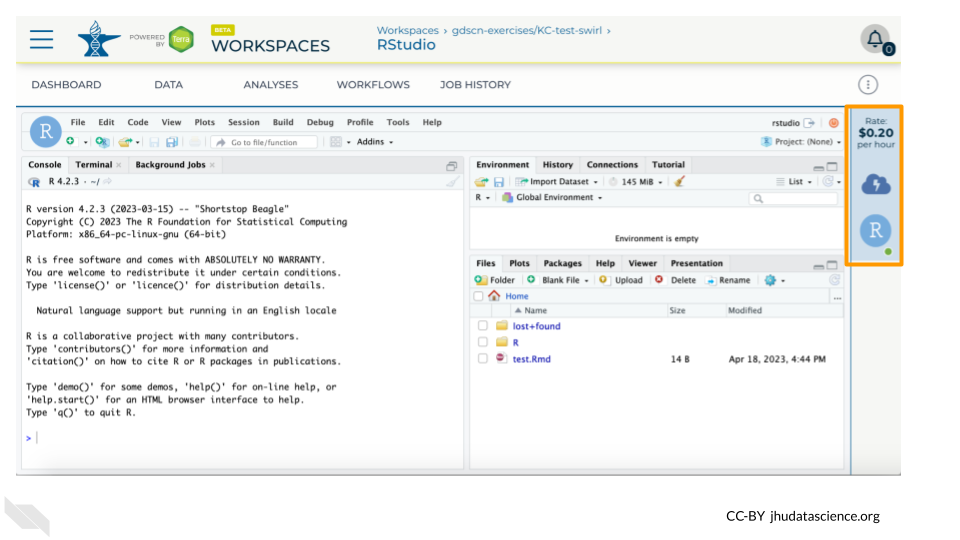 POWERED BY Terra
BETA
WORKSPACES
Workspaces › gdscn-exercises/KC-test-swirl ›
RStudio
0
DASHBOARD DATA ANALYSES WORKFLOWS JOB HISTORY
R File Edit Code View Plots Session Build Debug Profile Tools Help
rstudio
Go to file/function Addins
Project: (None)
Rate:
$0.20
per hour
R
Console Terminal Background Jobs
R 4.2.3 · ~/
R version 4.2.3 (2023-03-15) -- "Shortstop Beagle"
Copyright (C) 2023 The R Foundation for Statistical Computing
Platform: x86_64-pc-linux-gnu (64-bit)
R is free software and comes with ABSOLUTELY NO WARRANTY.
You are welcome to redistribute it under certain conditions.
Type 'license()' or 'licence()' for distribution details.
Natural language support but running in an English locale
R is a collaborative project with many contributors.
Type 'contributors()' for more information and
'citation()' on how to cite R or R packages in publications.
Type 'demo()' for some demos, 'help()' for on-line help, or
'help.start()' for an HTML browser interface to help.
Type 'q()' to quit R.
>
Environment History Connections Tutorial
Import Dataset 145 MiB List
R Global Environment
Environment is empty
Files Plots Packages Help Viewer Presentation
Folder Blank File Upload Delete Rename
Home ...
Name Size Modified
lost+found
R
test.Rmd 14 B Apr 18, 2023, 4:44 PM
CC-BY jhudatascience.org